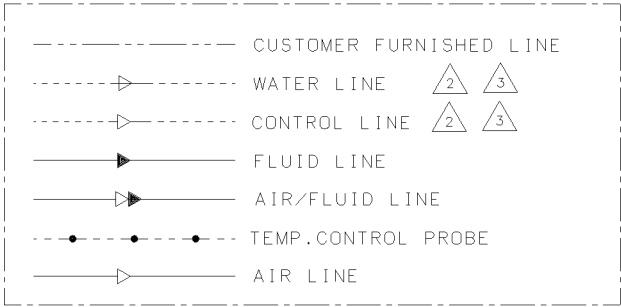 CUSTOMER FURNISHED LINE
WATER LINE 2 3
CONTROL LINE 2 3
FLUID LINE
AIR/FLUID LINE
TEMP.CONTROL PROBE
AIR LINE